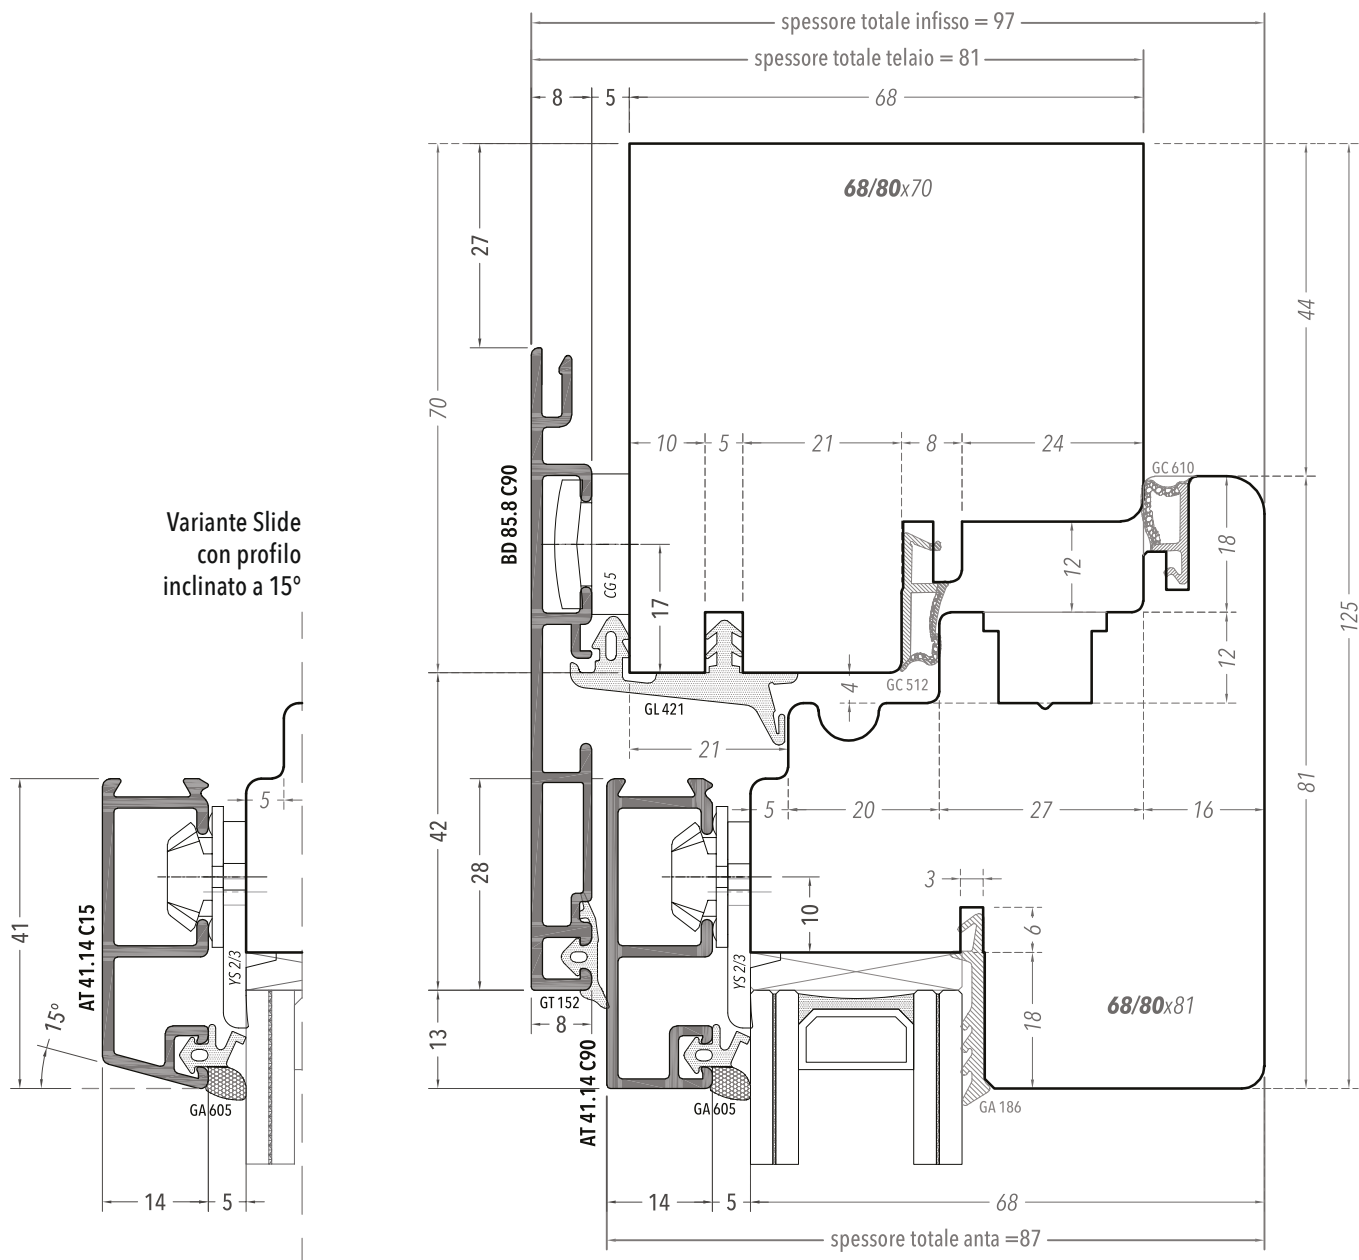 spessore totale infisso = 97
spessore totale telaio = 81
8
5
68
68/80x70
27
44
70
10
5
21
8
24
GC 610
BD 85.8 C90
Variante Slide
con profilo
inclinato a 15°
CG 5
17
12
18
125
12
GC 512
4
GL 421
21
5
5
20
27
16
81
42
28
3
10
6
41
AT 41.14 C15
YS 2/3
YS 2/3
15°
GT 152
8
13
18
68/80x81
AT 41.14 C90
GA 605
GA 605
GA 186
14
5
14
5
68
spessore totale anta =87